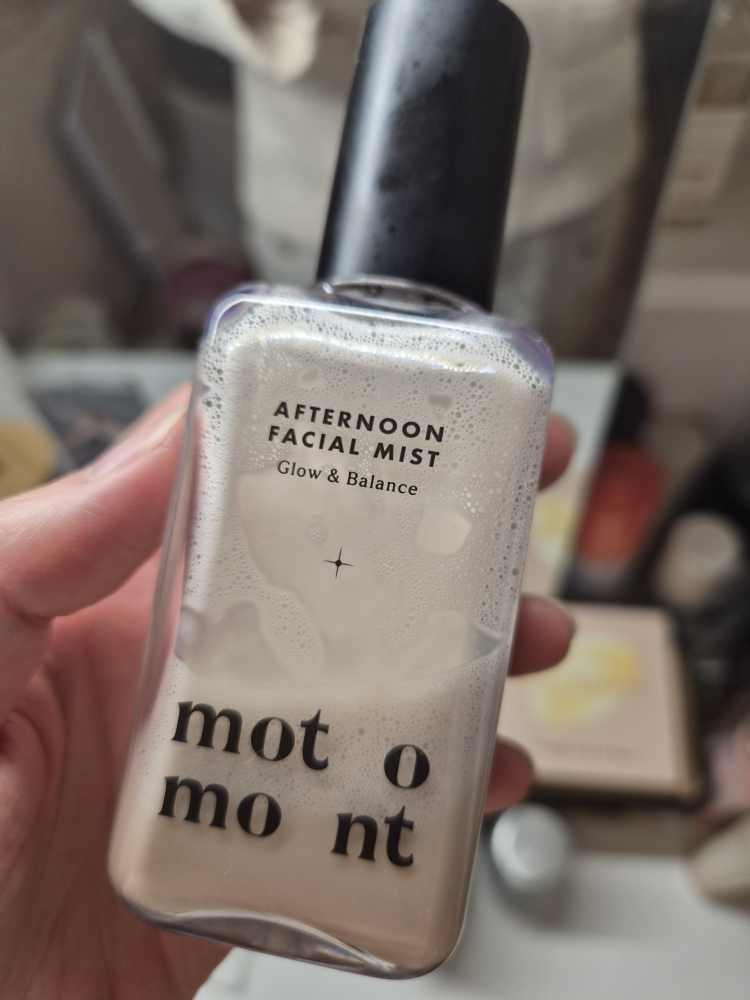 AFTERNOON
FACIAL MIST
Glow & Balance
mot o
mo nt